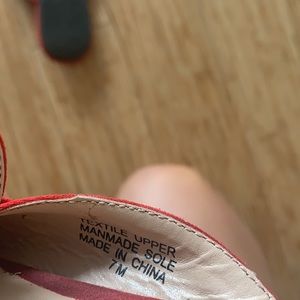 TEXTILE UPPER
MANMADE SOLE
MADE IN CHINA
7M